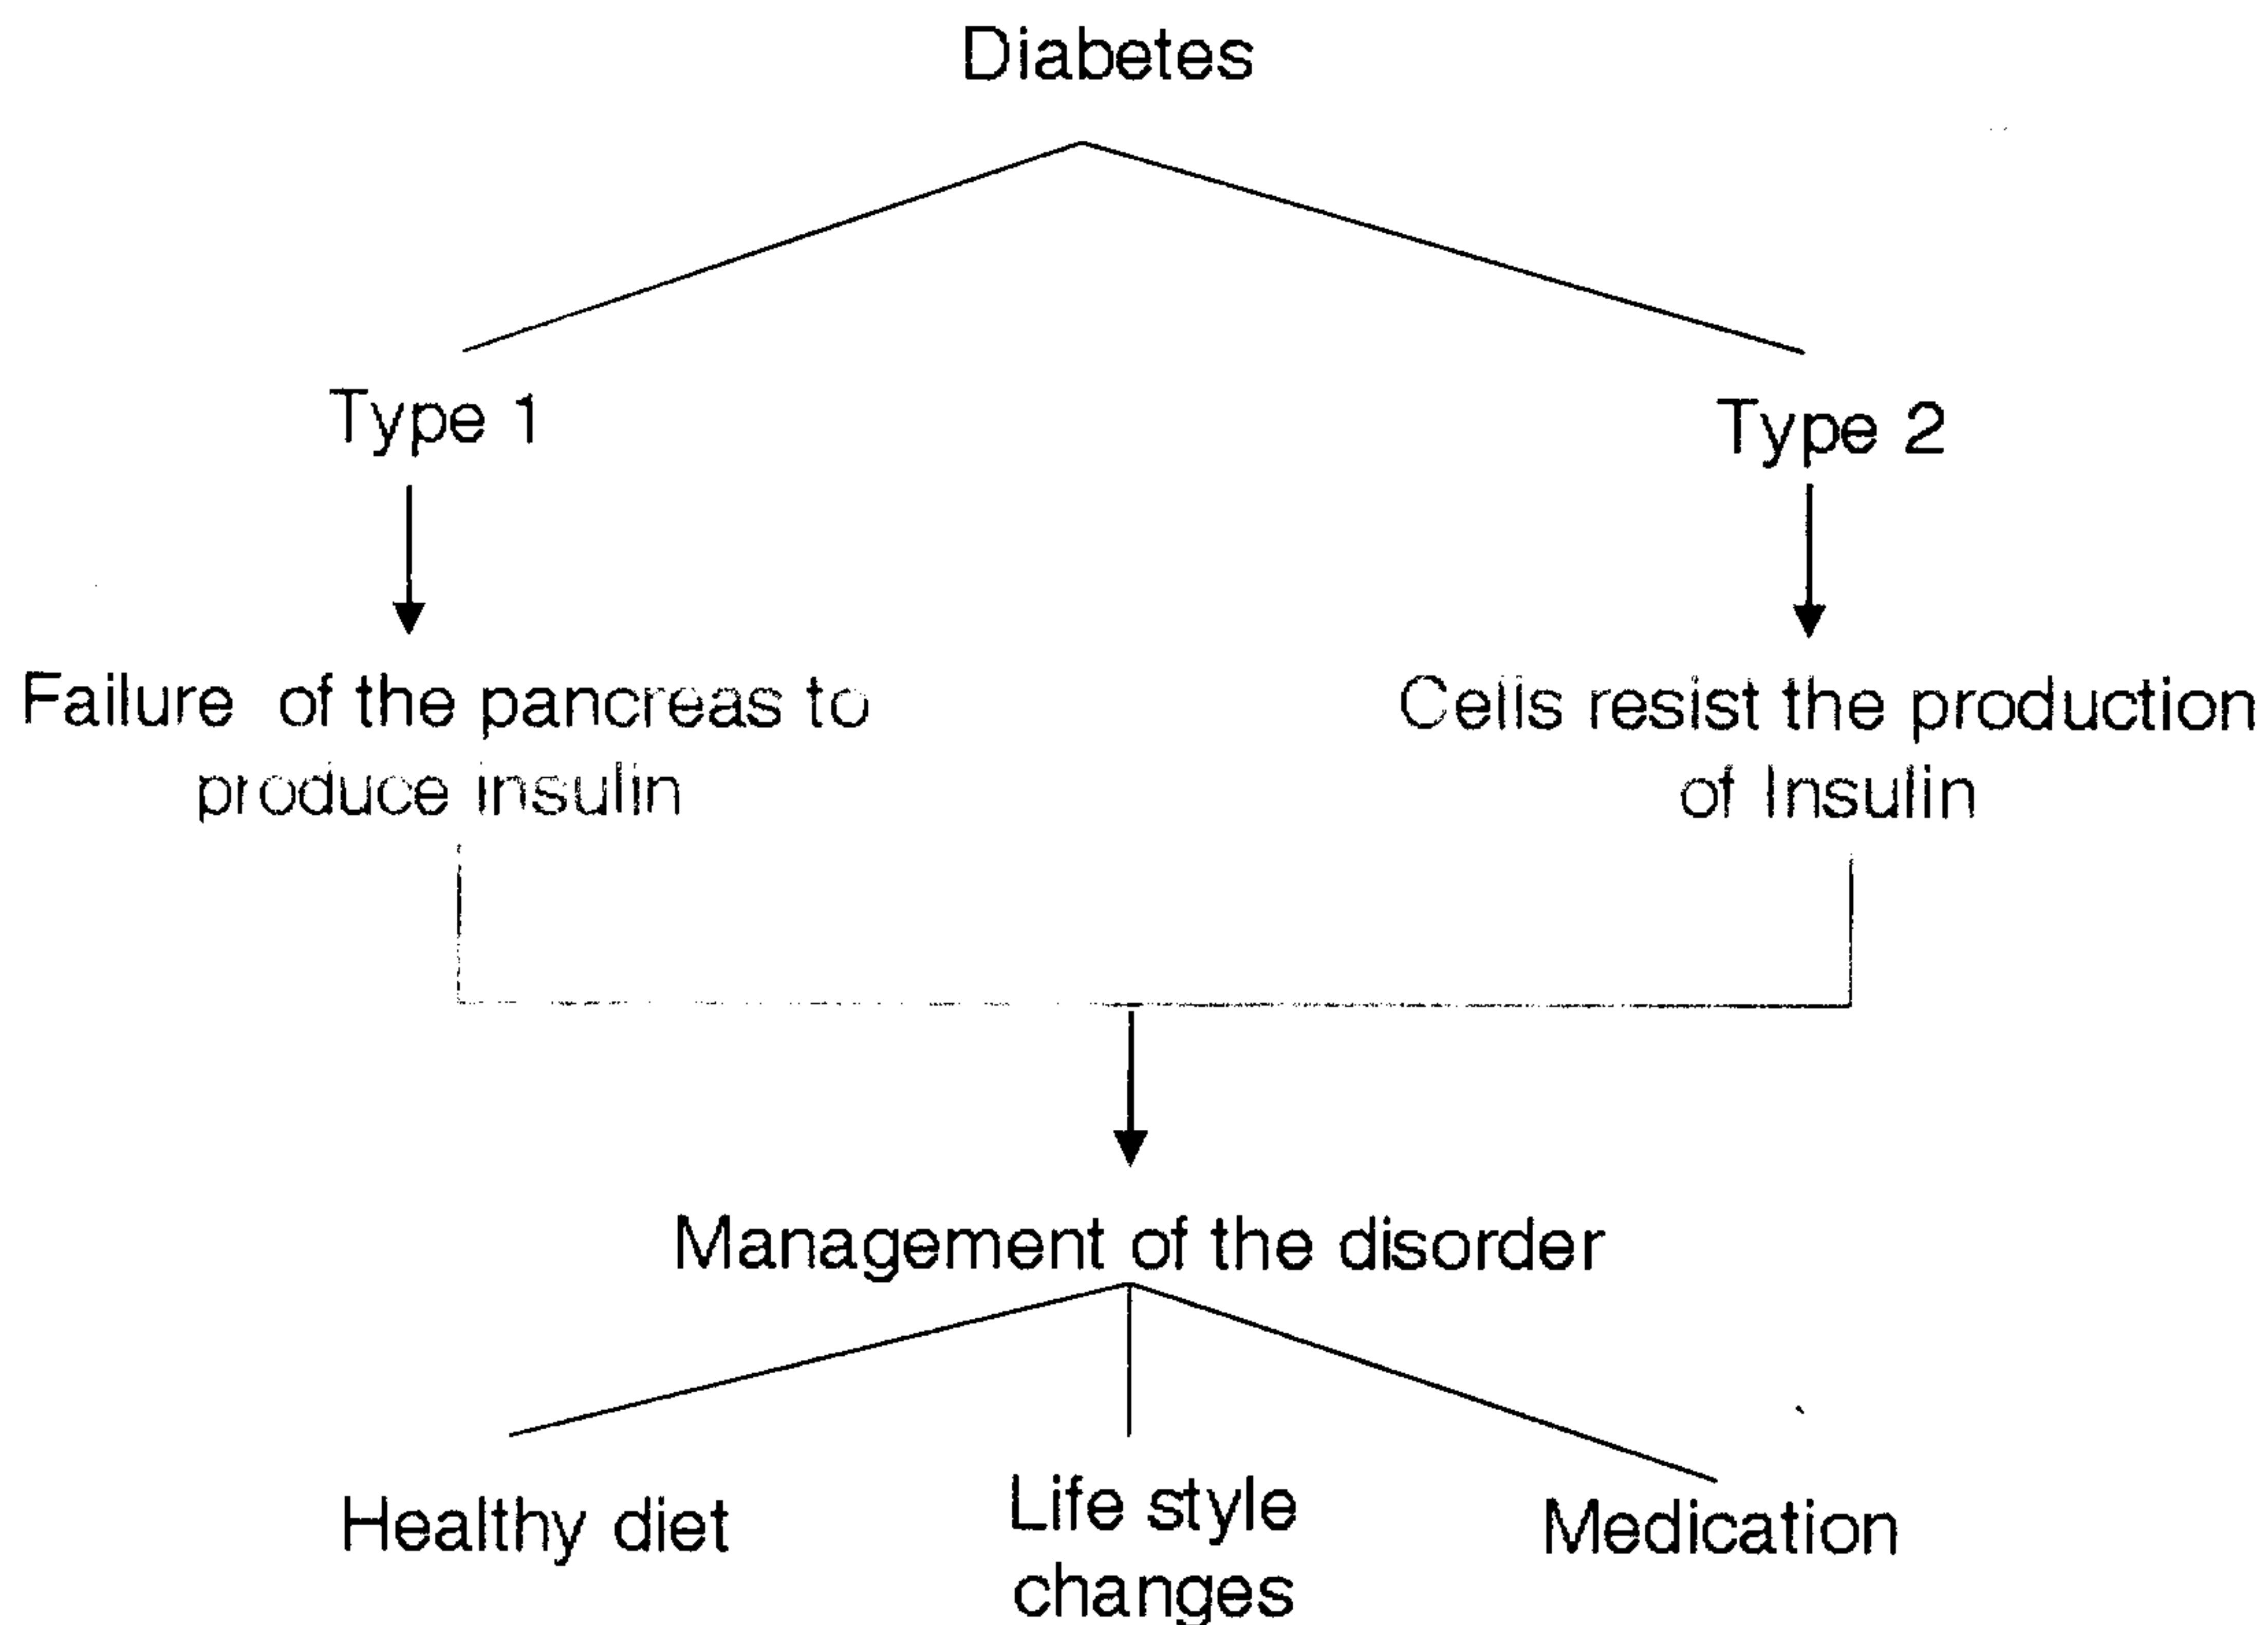 Diabetes
Type 1
Type 2
Failure of the pancreas to
produce insulin
Cells resist the production
of Insulin
Management of the disorder
Healthy diet
Life style
changes
Medication